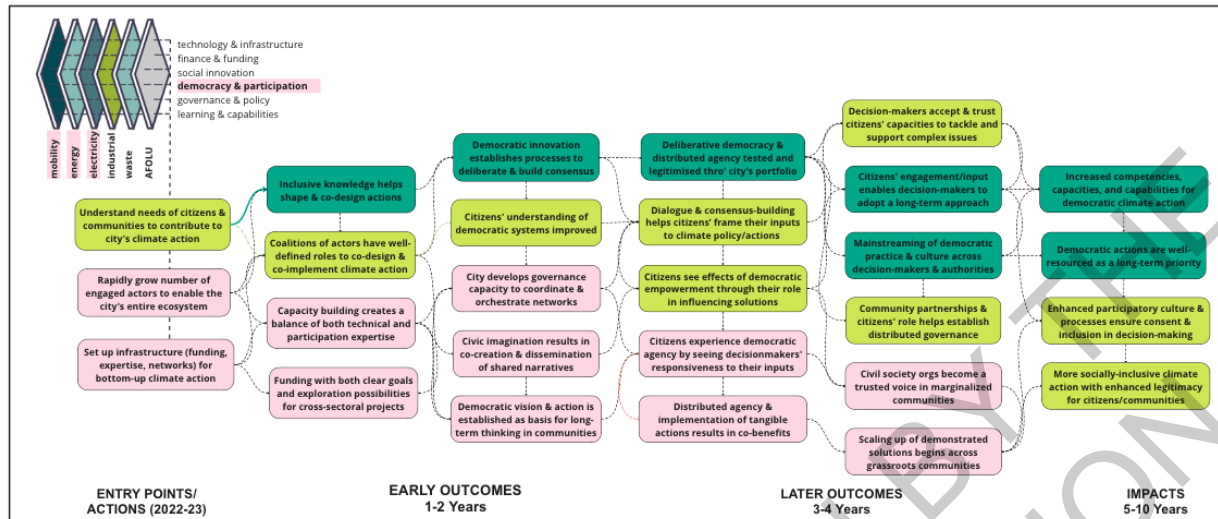 technology & infrastructure
finance & funding
social innovation
democracy & participation
governance & policy
learning & capabilities
mobility
energy
electricity
industrial
waste
AFOLU
Understand needs of citizens &
communities to contribute to
city's climate action
Rapidly grow number of
engaged actors to enable the
city's entire ecosystem
Set up infrastructure (funding,
expertise, networks) for
bottom-up climate action
Inclusive knowledge helps
shape & co-design actions
Coalitions of actors have well-
defined roles to co-design &
co-implement climate action
Capacity building creates a
balance of both technical and
participation expertise
Funding with both clear goals
and exploration possibilities
for cross-sectoral projects
Democratic innovation
establishes processes to
deliberate & build consensus
Citizens' understanding of
democratic systems improved
City develops governance
capacity to coordinate &
orchestrate networks
Civic imagination results in
co-creation & dissemination
of shared narratives
Democratic vision & action is
established as basis for long-
term thinking in communities
Deliberative democracy &
distributed agency tested and
legitimised thro' city's portfolio
Dialogue & consensus-building
helps citizens' frame their inputs
to climate policy/actions
Citizens see effects of democratic
empowerment through their role
in influencing solutions
Citizens experience democratic
agency by seeing decisionmakers'
responsiveness to their inputs
Distributed agency &
implementation of tangible
actions results in co-benefits
Decision-makers accept & trust
citizens' capacities to tackle and
support complex issues
Citizens' engagement/input
enables decision-makers to
adopt a long-term approach
Mainstreaming of democratic
practice & culture across
decision-makers & authorities
Community partnerships &
citizens' role helps establish
distributed governance
Civil society orgs become a
trusted voice in marginalized
communities
Scaling up of demonstrated
solutions begins across
grassroots communities
Increased competencies,
capacities, and capabilities for
democratic climate action
Democratic actions are well-
resourced as a long-term priority
Enhanced participatory culture &
processes ensure consent &
inclusion in decision-making
More socially-inclusive climate
action with enhanced legitimacy
for citizens/communities
ENTRY POINTS/
ACTIONS (2022-23)
EARLY OUTCOMES
1-2 Years
LATER OUTCOMES
3-4 Years
IMPACTS
5-10 Years
BY THE